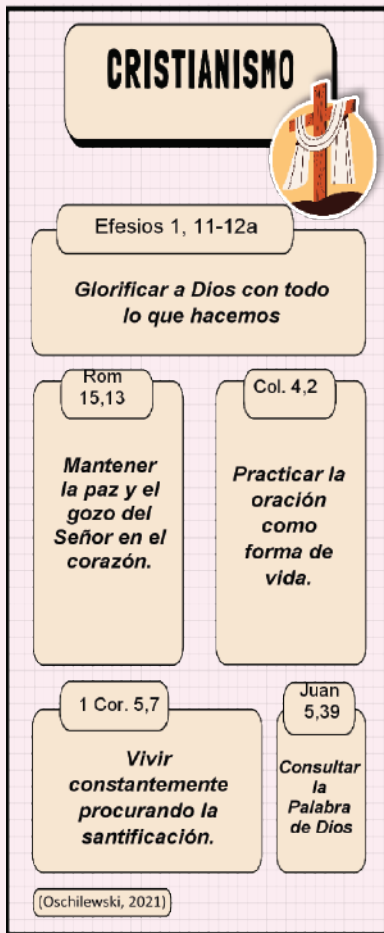 CRISTIANISMO
Efesios 1, 11-12a
Glorificar a Dios con todo
lo que hacemos
Rom
15,13
Mantener
la paz y el
gozo del
Señor en el
corazón.
Col. 4,2
Practicar la
oración
como
forma de
vida.
1 Cor. 5,7
Vivir
constantemente
procurando la
santificación.
Juan
5,39
Consultar
la
Palabra
de Dios
(Oschilewski, 2021)